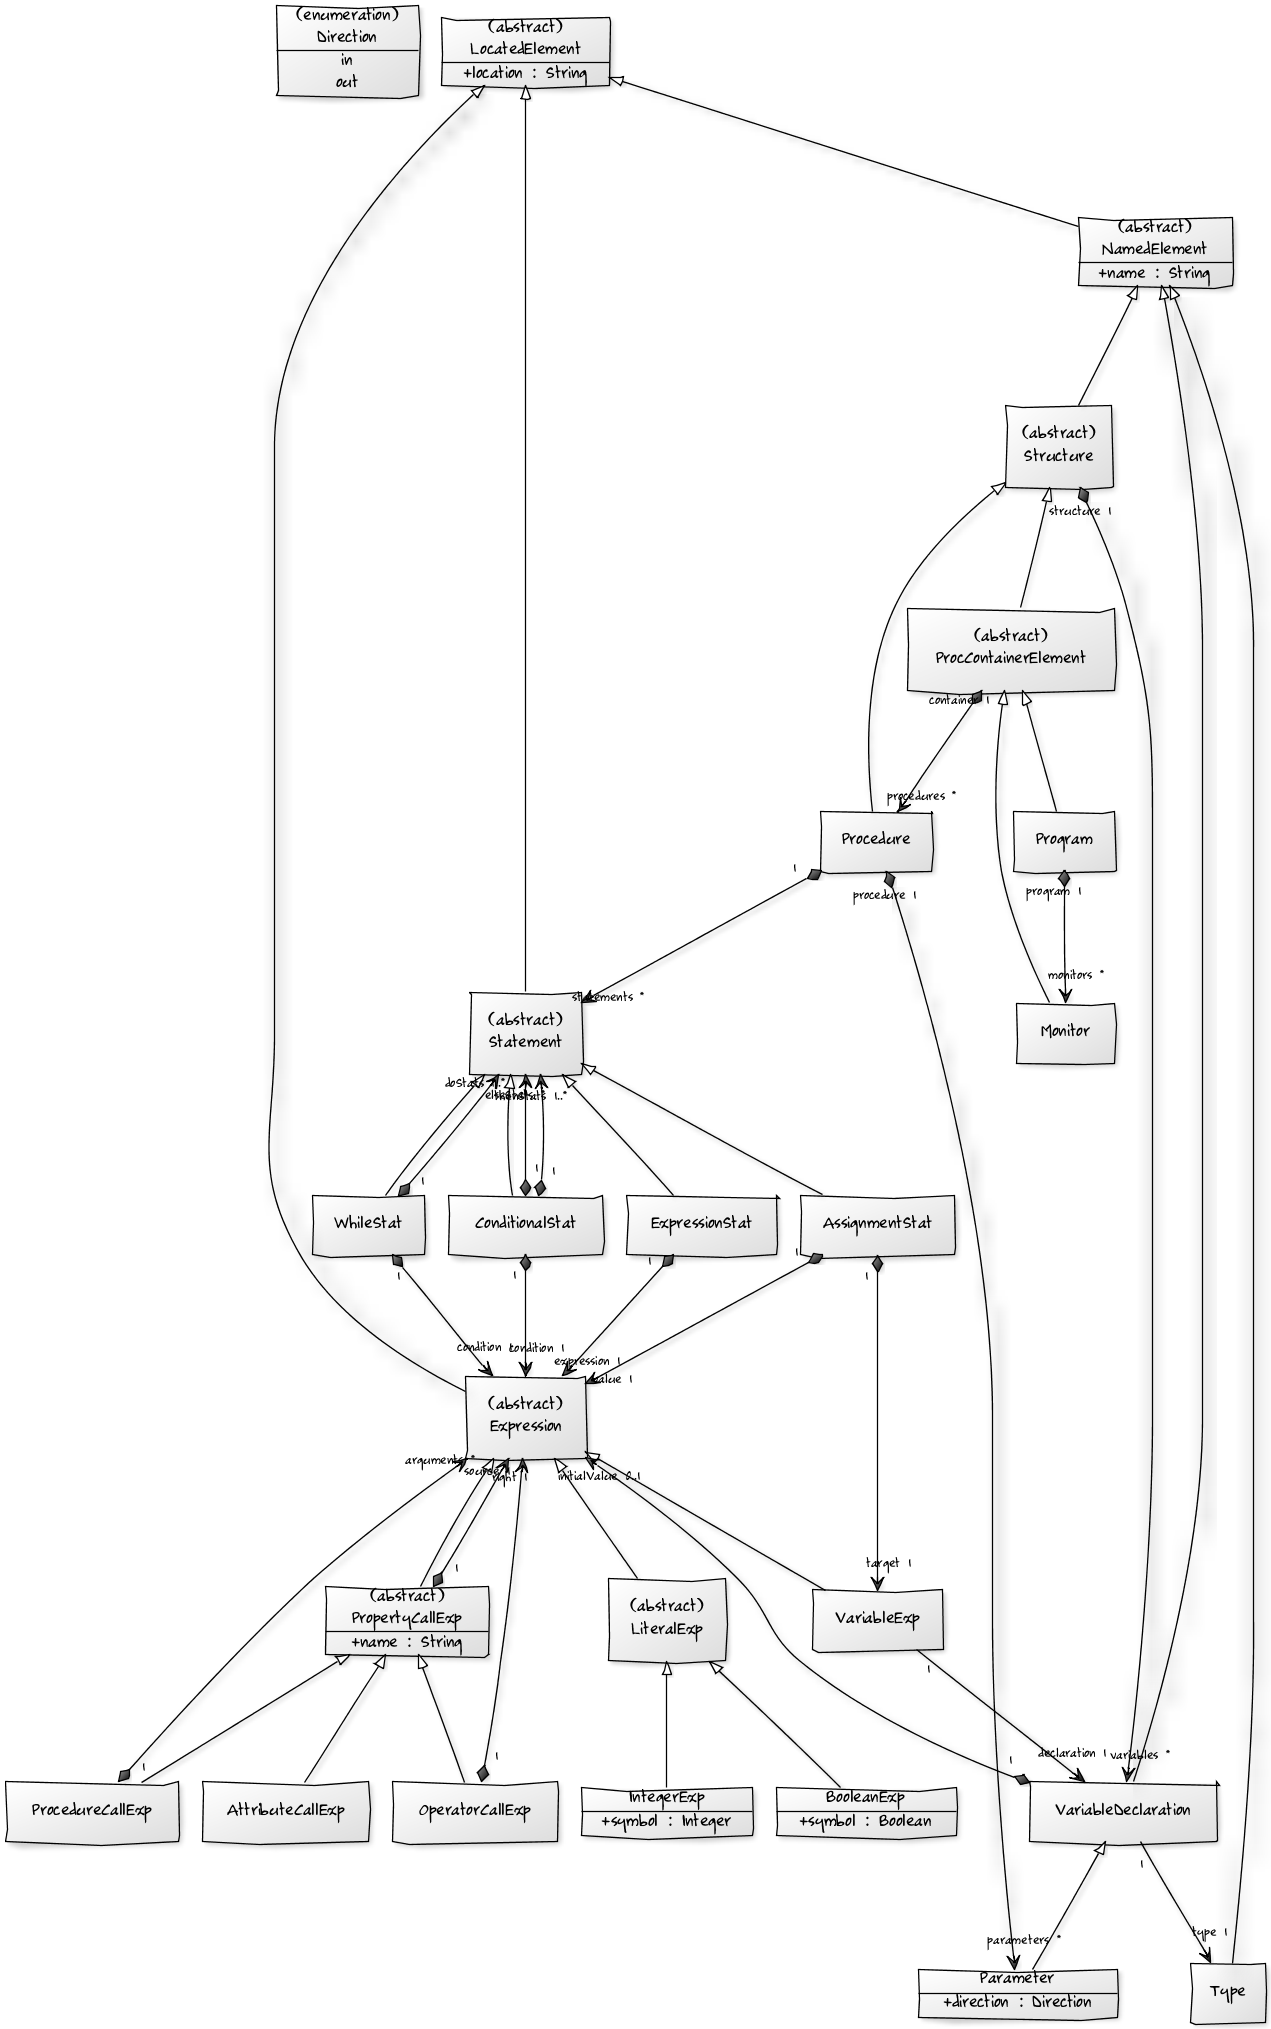 (enumeration)
Direction
in
out
(abstract)
LocatedElement
+location : String
(abstract)
NamedElement
+name : String
(abstract)
Structure
structure 1
(abstract)
ProcContainerElement
container 1
procedures *
Procedure
Program
1
procedure 1
program 1
monitors *
statements *
(abstract)
Statement
Monitor
doStats 1..*
thenStats 1..*
1
1
1
WhileStat
ConditionalStat
ExpressionStat
AssignmentStat
1
1
1
1
1
condition
condition 1
expression 1
value 1
(abstract)
Expression
arguments *
source
right 1
initialValue 0..1
target 1
1
(abstract)
PropertyCallExp
+name : String
(abstract)
LiteralExp
VariableExp
1
declaration 1
variables *
1
1
1
ProcedureCallExp
AttributeCallExp
OperatorCallExp
IntegerExp
+symbol : Integer
BooleanExp
+symbol : Boolean
VariableDeclaration
1
type 1
parameters *
Parameter
+direction : Direction
Type